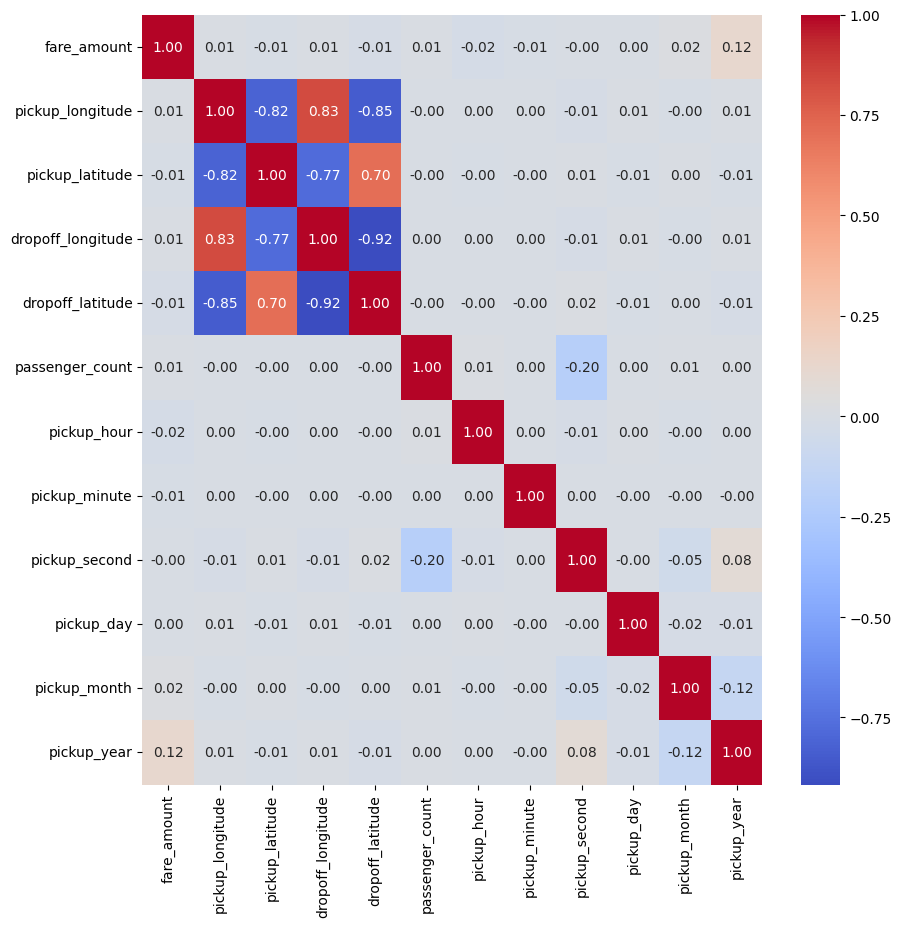 fare_amount 1.00 0.01 -0.01 0.01 -0.01 0.01 -0.02 -0.01 -0.00 0.00 0.02 0.12
pickup_longitude 0.01 1.00 -0.82 0.83 -0.85 -0.00 0.00 0.00 -0.01 0.01 -0.00 0.01
pickup_latitude -0.01 -0.82 1.00 -0.77 0.70 -0.00 -0.00 -0.00 0.01 -0.01 0.00 -0.01
dropoff_longitude 0.01 0.83 -0.77 1.00 -0.92 0.00 0.00 0.00 -0.01 0.01 -0.00 0.01
dropoff_latitude -0.01 -0.85 0.70 -0.92 1.00 -0.00 -0.00 -0.00 0.02 -0.01 0.00 -0.01
passenger_count 0.01 -0.00 -0.00 0.00 -0.00 1.00 0.01 0.00 -0.20 0.00 0.01 0.00
pickup_hour -0.02 0.00 -0.00 0.00 -0.00 0.01 1.00 0.00 -0.01 0.00 -0.00 0.00
pickup_minute -0.01 0.00 -0.00 0.00 -0.00 0.00 0.00 1.00 0.00 -0.00 -0.00 -0.00
pickup_second -0.00 -0.01 0.01 -0.01 0.02 -0.20 -0.01 0.00 1.00 -0.00 -0.05 0.08
pickup_day 0.00 0.01 -0.01 0.01 -0.01 0.00 0.00 -0.00 -0.00 1.00 -0.02 -0.01
pickup_month 0.02 -0.00 0.00 -0.00 0.00 0.01 -0.00 -0.00 -0.05 -0.02 1.00 -0.12
pickup_year 0.12 0.01 -0.01 0.01 -0.01 0.00 0.00 -0.00 0.08 -0.01 -0.12 1.00
fare_amount
pickup_longitude
pickup_latitude
dropoff_longitude
dropoff_latitude
passenger_count
pickup_hour
pickup_minute
pickup_second
pickup_day
pickup_month
pickup_year
1.00
0.75
0.50
0.25
0.00
−0.25
−0.50
−0.75